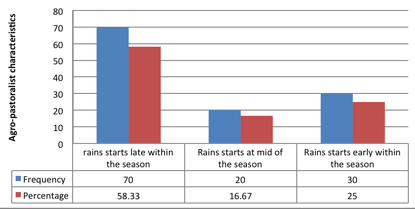 Agro-pastoralist characteristics
80
70
60
50
40
30
20
10
0
rains starts late within the season
Rains starts at mid of the season
Rains starts early within the season
Frequency 70 20 30
Percentage 58.33 16.67 25